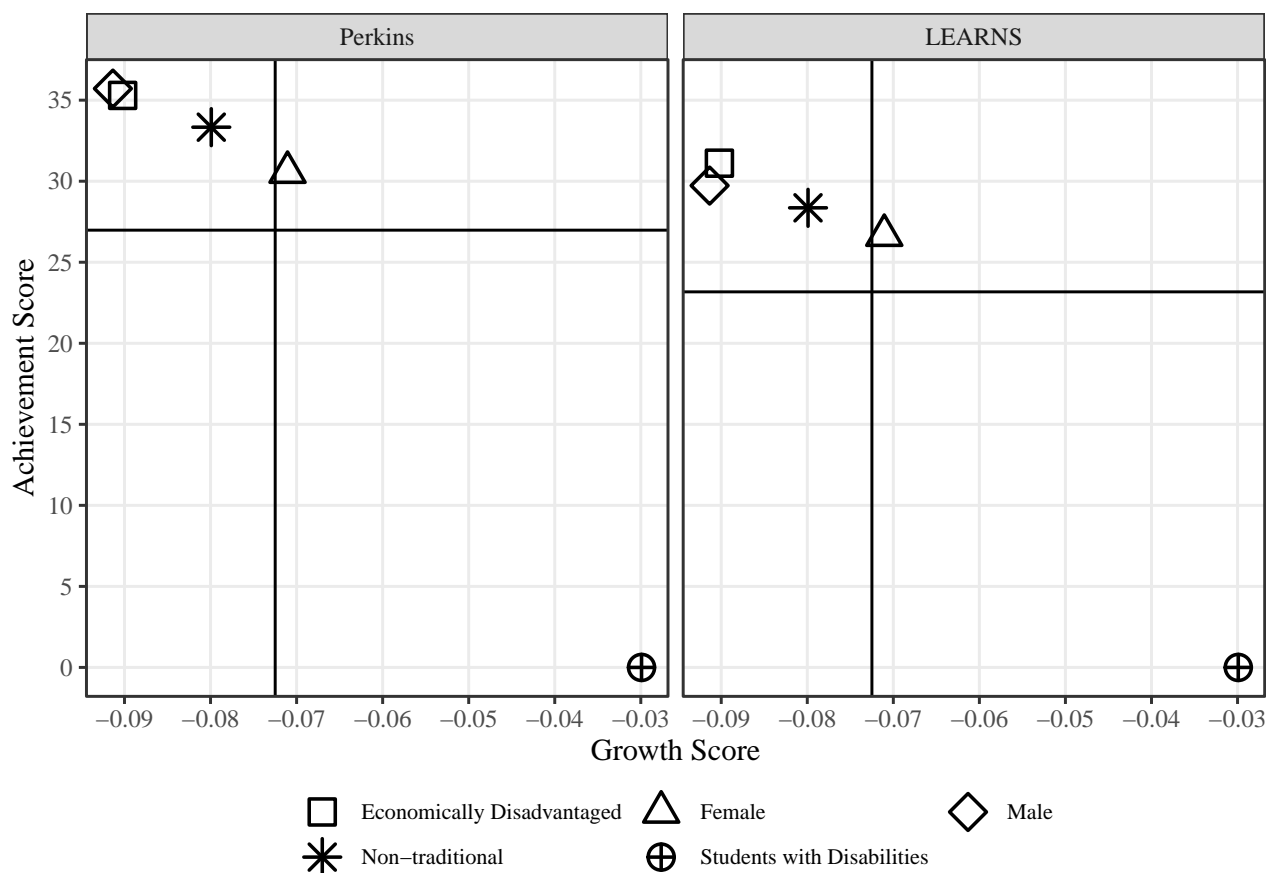 Perkins
LEARNS
35
30
25
20
15
10
5
0
Achievement Score
−0.09 −0.08 −0.07 −0.06 −0.05 −0.04 −0.03
−0.09 −0.08 −0.07 −0.06 −0.05 −0.04 −0.03
Growth Score
Economically Disadvantaged Female Male
Non−traditional Students with Disabilities